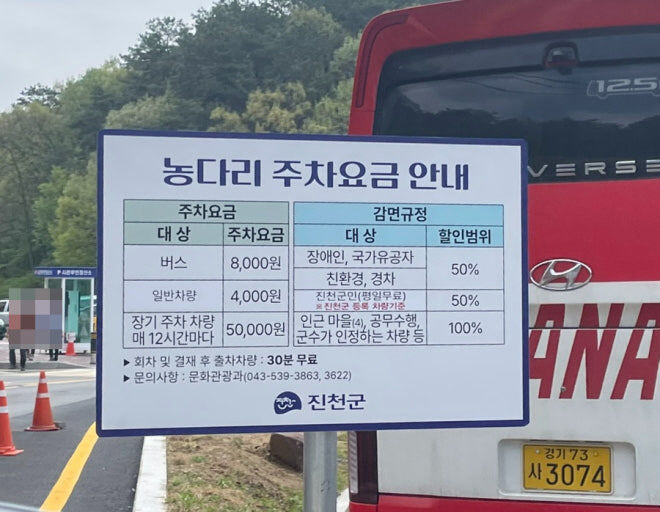 농다리 주차요금 안내
주차요금
대 상 주차요금
버스 8,000원
일반차량 4,000원
장기 주차 차량
매 12시간마다 50,000원
감면규정
대 상 할인범위
장애인, 국가유공자
친환경, 경차
50%
진천군민(평일무료)
※진천군 등록 차량기준
50%
인근 마을(4), 공무수행,
군수가 인정하는 차량 등
100%
▶ 회차 및 결재 후 출차차량 : 30분 무료
▶ 문의사항 : 문화관광과(043-539-3863, 3622)
진천군
12.5
VERSE
ANA
경기 73
사 3074